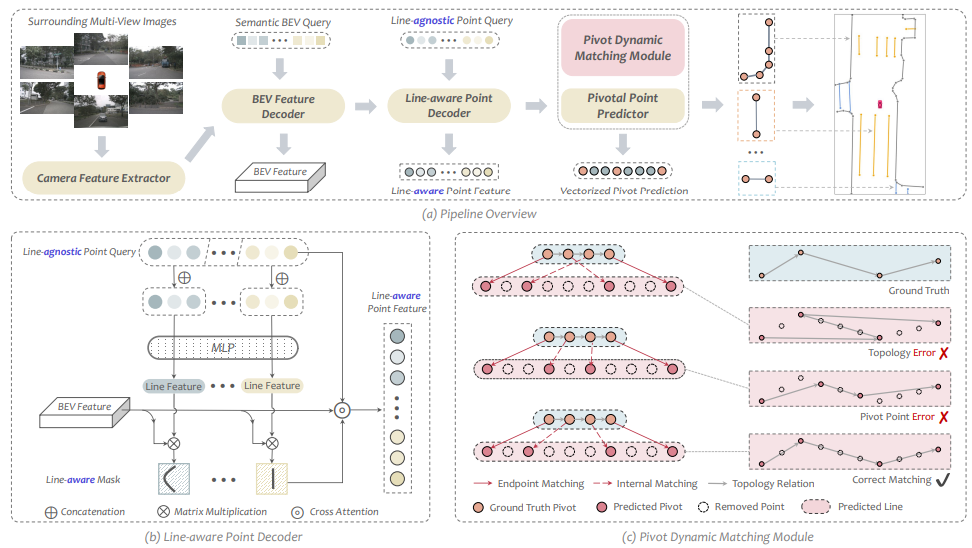 Surrounding Multi-View Images
Semantic BEV Query
Line-agnostic Point Query
Pivot Dynamic
Matching Module
BEV Feature
Decoder
Line-aware Point
Decoder
Pivotal Point
Predictor
Camera Feature Extractor
BEV Feature
Line-aware Point Feature
Vectorized Pivot Prediction
(a) Pipeline Overview
Line-agnostic Point Query
Line-aware
Point Feature
MLP
Line Feature
Line Feature
BEV Feature
Line-aware Mask
Concatenation
Matrix Multiplication
Cross Attention
(b) Line-aware Point Decoder
Ground Truth
Topology Error ✗
Pivot Point Error ✗
Correct Matching ✓
Endpoint Matching
Internal Matching
Topology Relation
Ground Truth Pivot
Predicted Pivot
Removed Point
Predicted Line
(c) Pivot Dynamic Matching Module